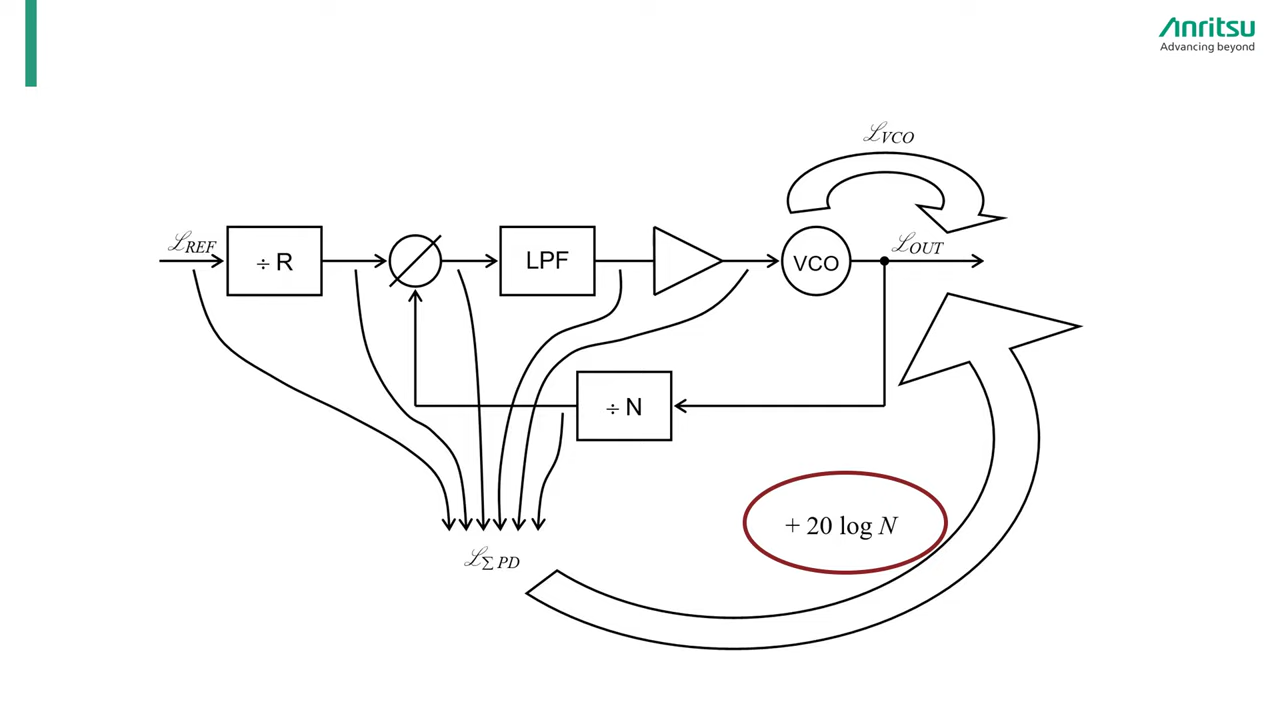 Anritsu
Advancing beyond
ℒVCO
ℒREF
÷ R
LPF
VCO
ℒOUT
÷ N
+ 20 log N
ℒΣ PD